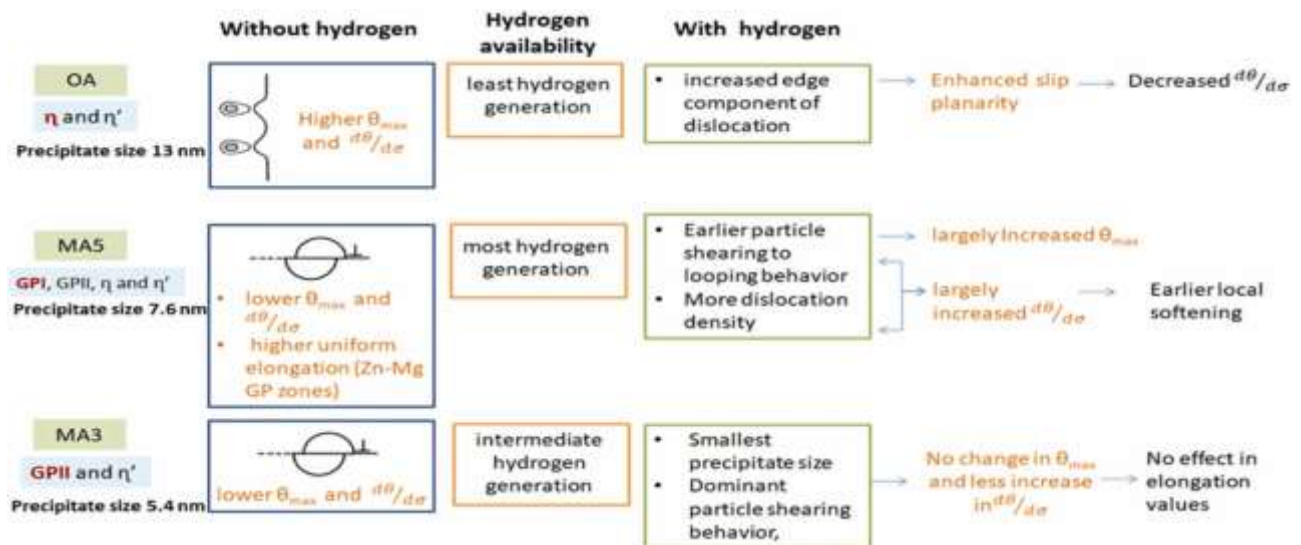 Without hydrogen
Hydrogen
availability
With hydrogen
OA
η and η’
Precipitate size 13 nm
Higher θmax
and dθ/dσ
least hydrogen
generation
• increased edge
component of
dislocation
Enhanced slip
planarity
Decreased dθ/dσ
MA5
GPI, GPII, η and η’
Precipitate size 7.6 nm
• lower θmax and
dθ/dσ
• higher uniform
elongation (Zn-Mg
GP zones)
most hydrogen
generation
• Earlier particle
shearing to
looping behavior
• More dislocation
density
largely Increased θmax
largely
increased dθ/dσ
Earlier local
softening
MA3
GPII and η’
Precipitate size 5.4 nm
lower θmax and dθ/dσ
intermediate
hydrogen
generation
• Smallest
precipitate size
• Dominant
particle shearing
behavior,
No change in θmax
and less increase
in dθ/dσ
No effect in
elongation
values